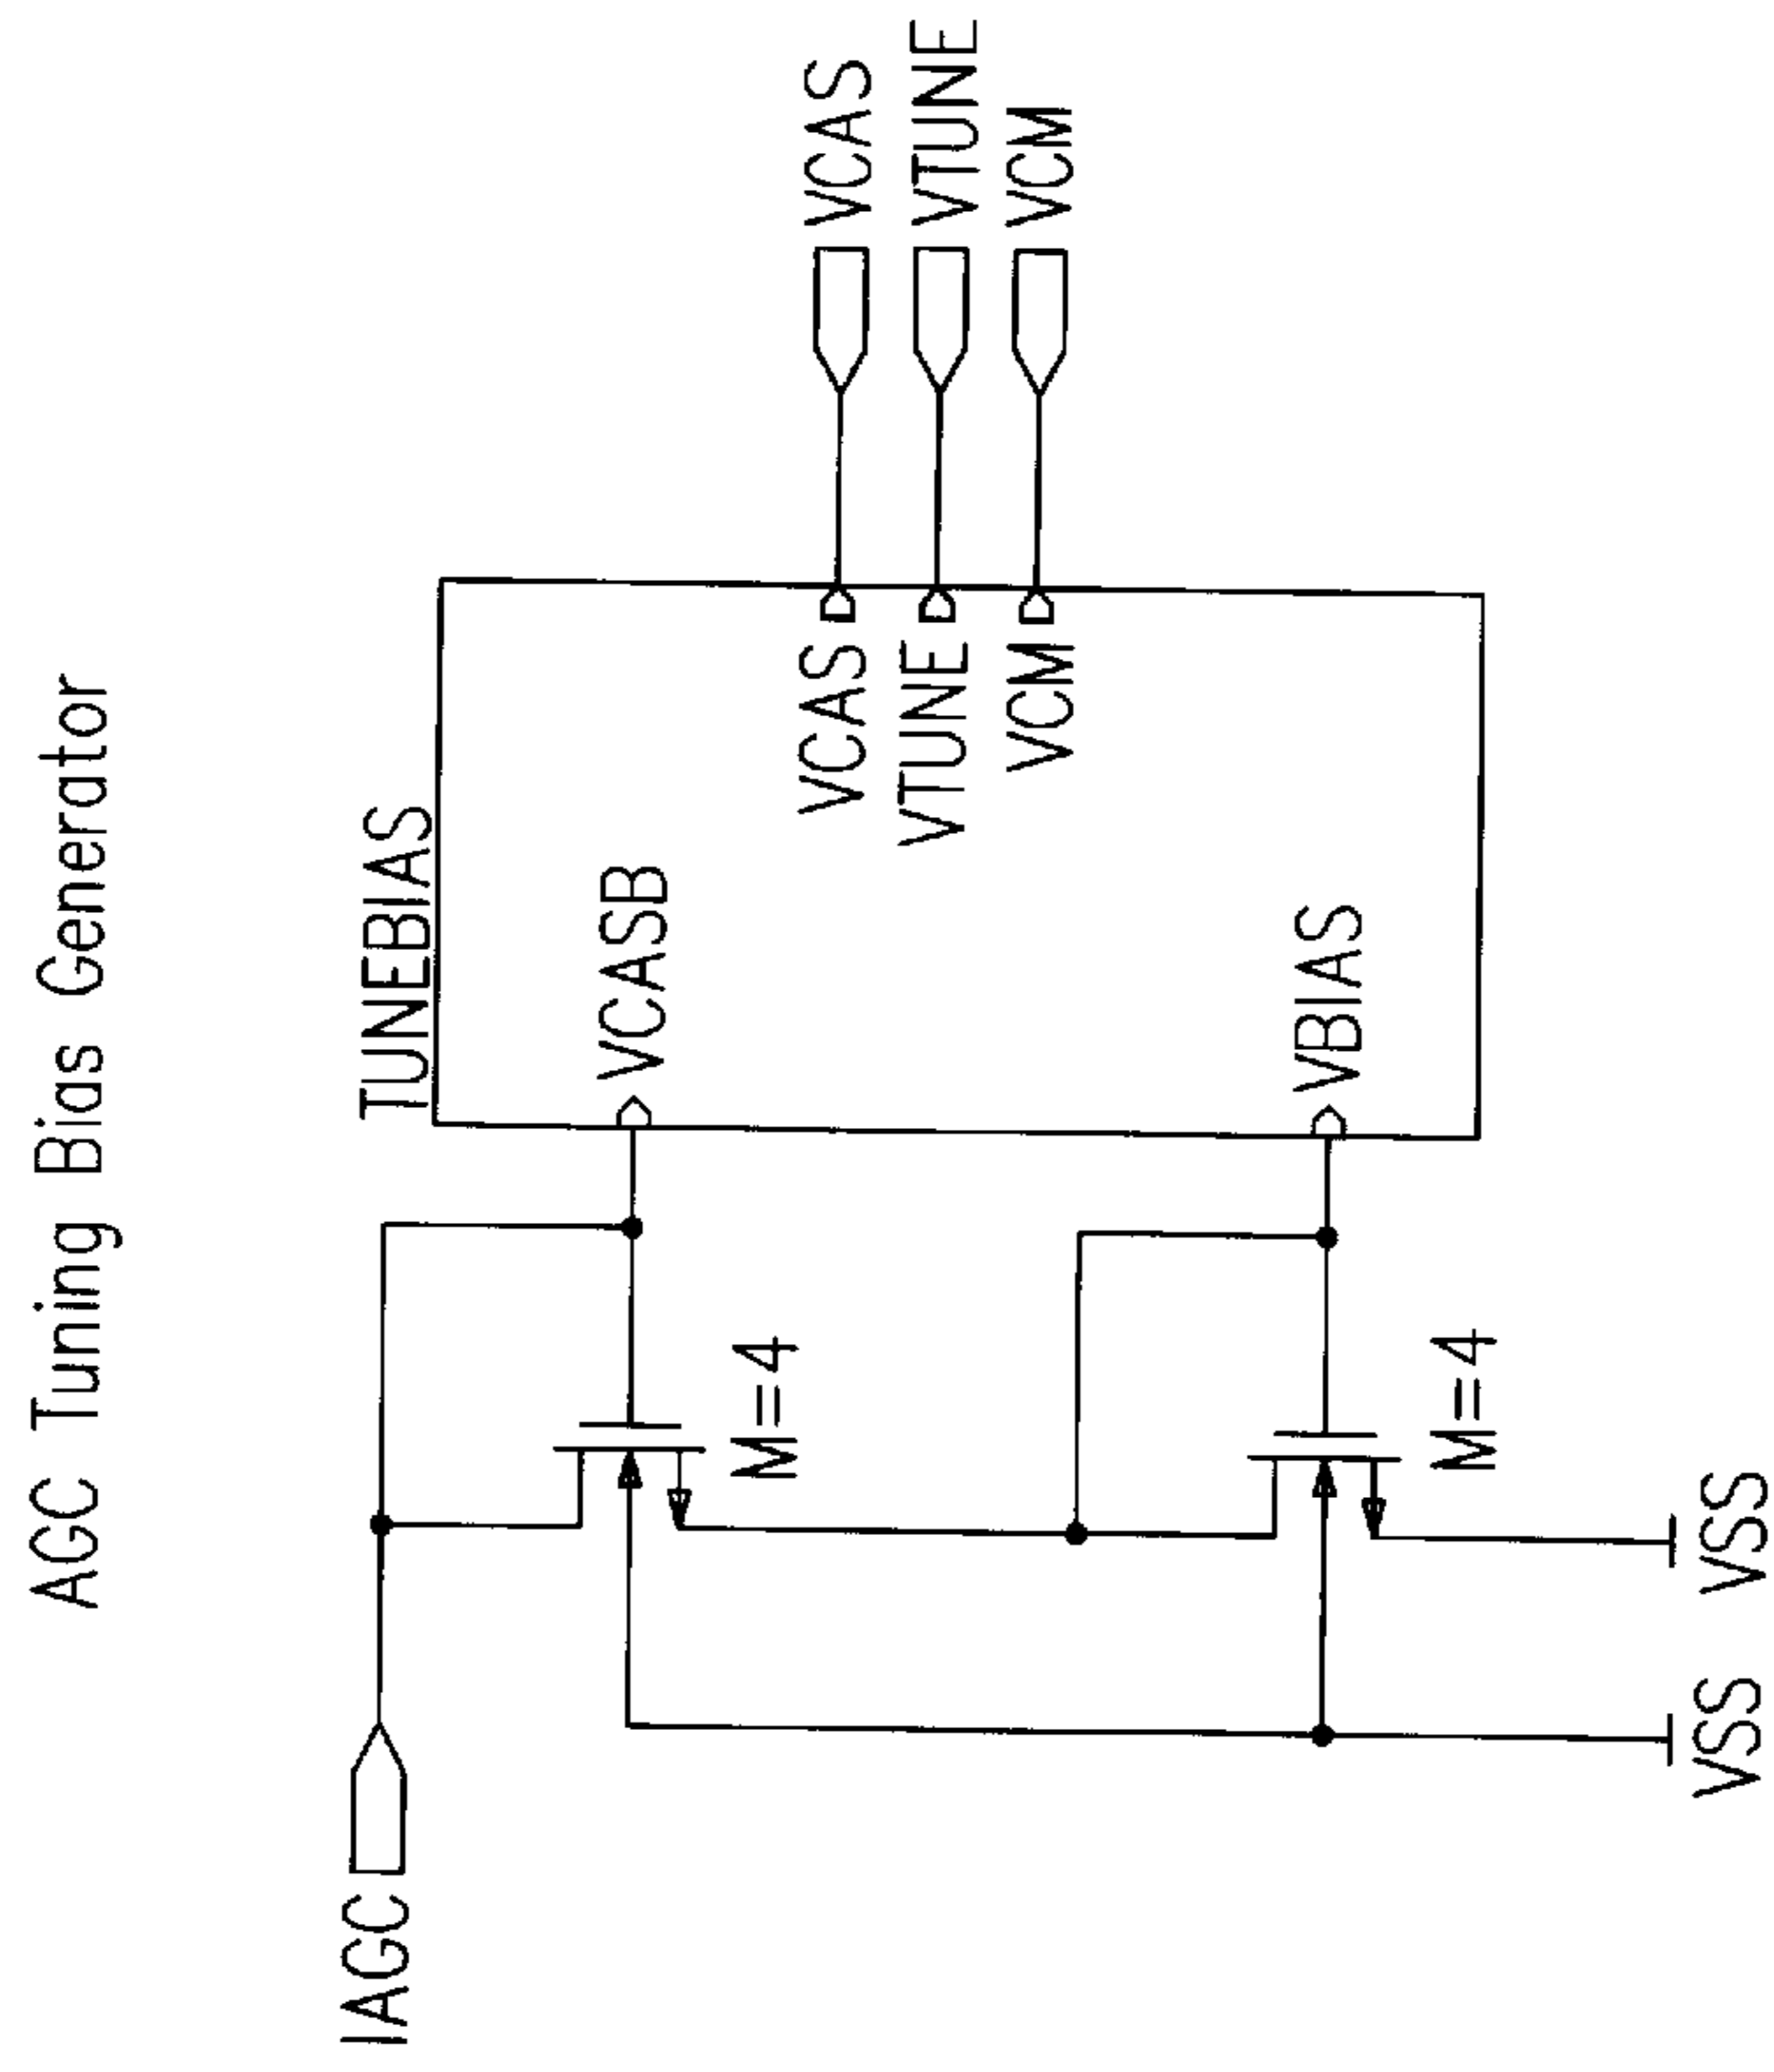 AGC Tuning Bias Generator
IAGC
TUNEBIAS
VCASB
M=4
VCAS
VCAS
VTUNE
VTUNE
VCM
VCM
VBIAS
M=4
VSS
VSS